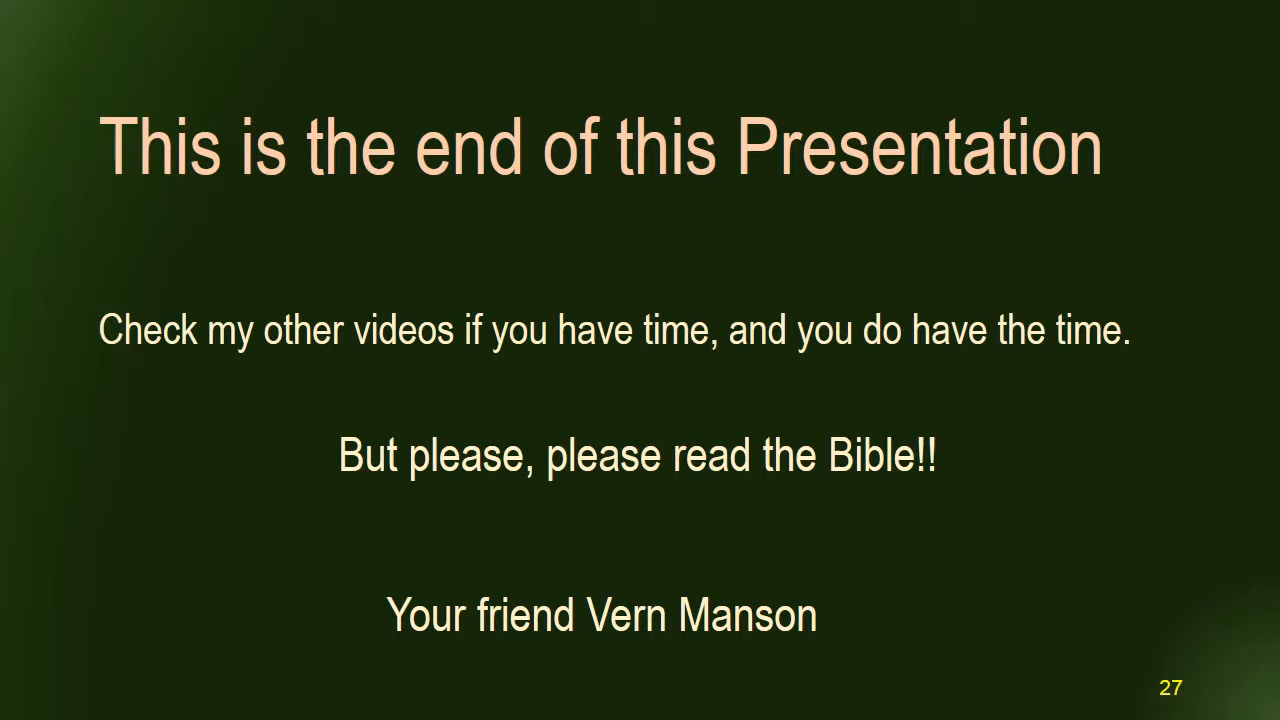 This is the end of this Presentation
Check my other videos if you have time, and you do have the time.
But please, please read the Bible!!
Your friend Vern Manson
27